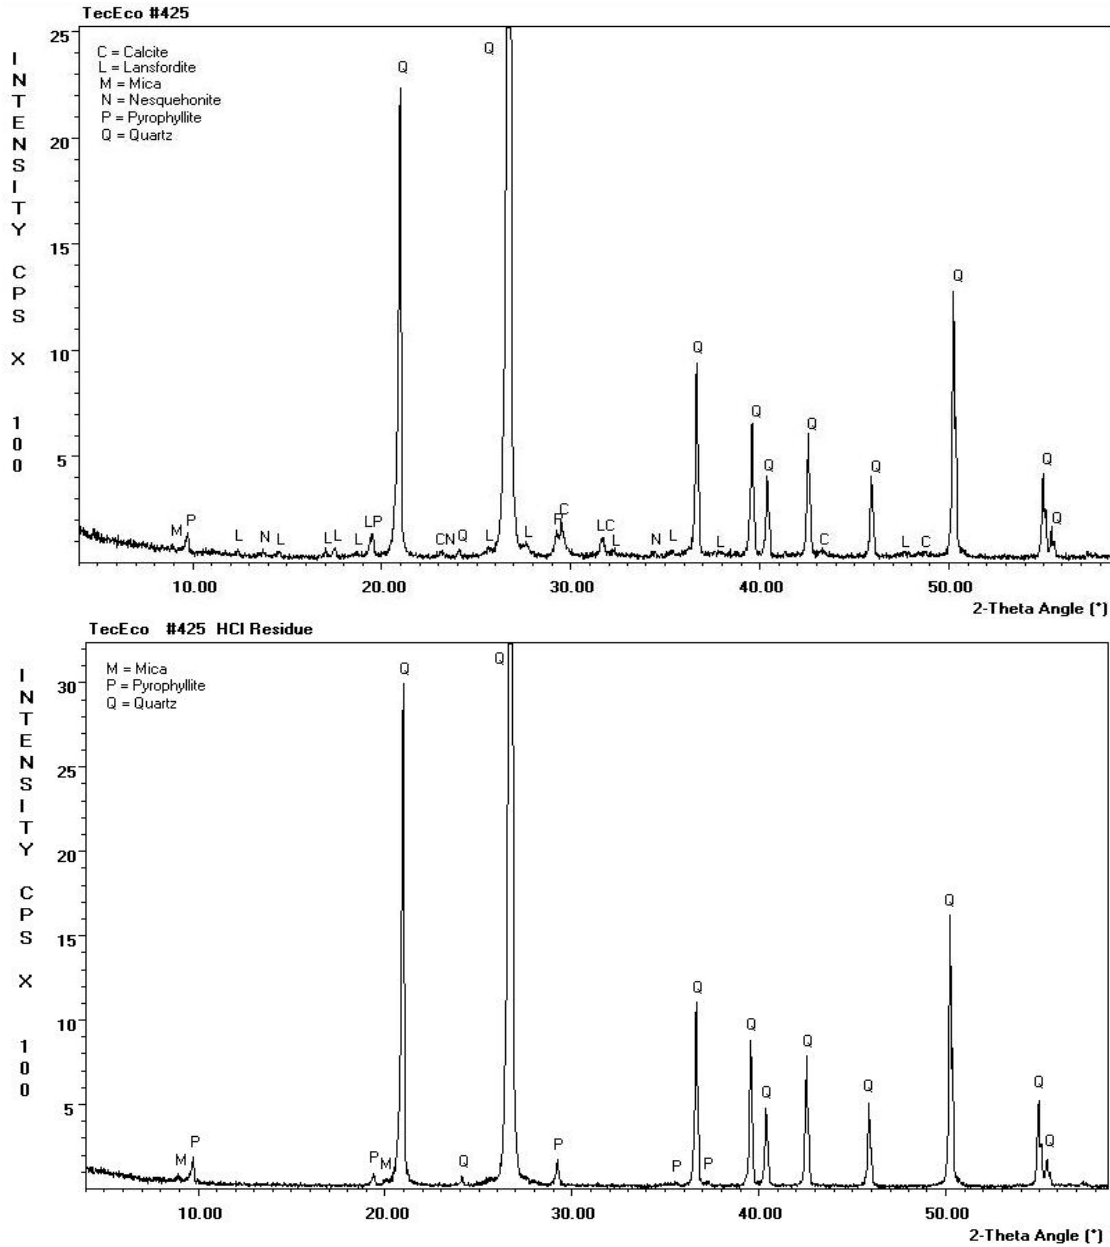 TecEco #425
INTENSITY CPS X 100
C = Calcite
L = Lansfordite
M = Mica
N = Nesquehonite
P = Pyrophyllite
Q = Quartz
25
20
15
10
5
Q
Q
Q
Q
Q
Q
Q
Q
Q
Q
M
P
L
N
L
L
L
L
L
P
C
N
Q
L
L
P
C
L
C
L
N
L
L
C
L
C
10.00 20.00 30.00 40.00 50.00
2-Theta Angle (°)
TecEco #425 HCl Residue
INTENSITY CPS X 100
M = Mica
P = Pyrophyllite
Q = Quartz
30
25
20
15
10
5
Q
Q
Q
Q
Q
Q
Q
Q
Q
Q
M
P
P
M
Q
P
P
P
10.00 20.00 30.00 40.00 50.00
2-Theta Angle (°)